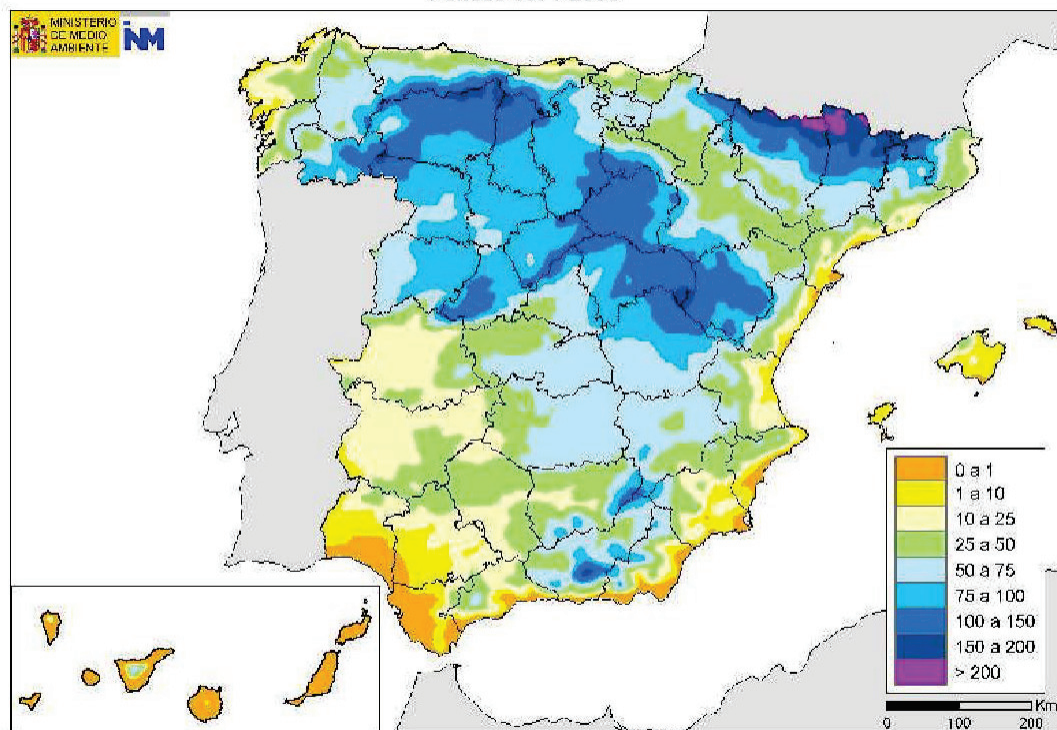 MINISTERIO
DE MEDIO
AMBIENTE
INM
0 a 1
1 a 10
10 a 25
25 a 50
50 a 75
75 a 100
100 a 150
150 a 200
> 200
Km
0 100 200